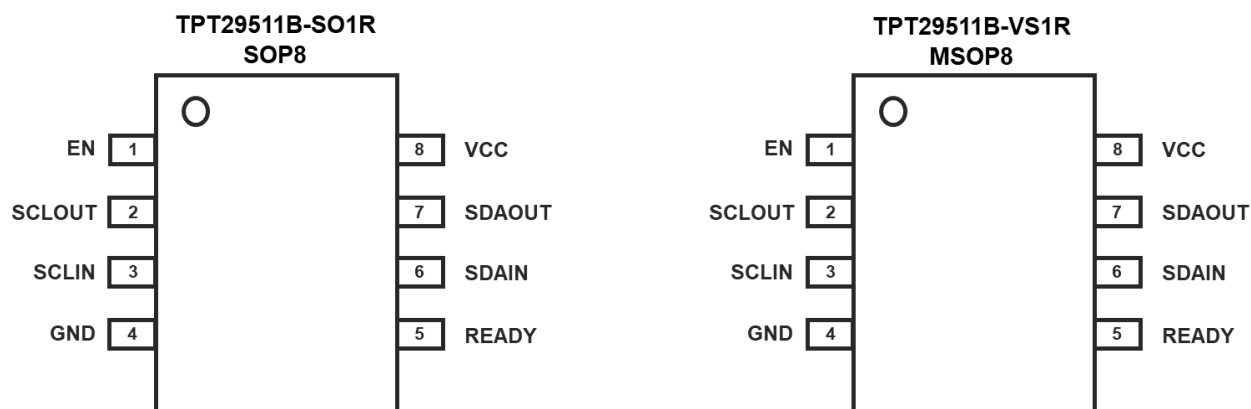 TPT29511B-SO1R
SOP8
EN 1 8 VCC
SCLOUT 2 7 SDAOUT
SCLIN 3 6 SDAIN
GND 4 5 READY
TPT29511B-VS1R
MSOP8
EN 1 8 VCC
SCLOUT 2 7 SDAOUT
SCLIN 3 6 SDAIN
GND 4 5 READY